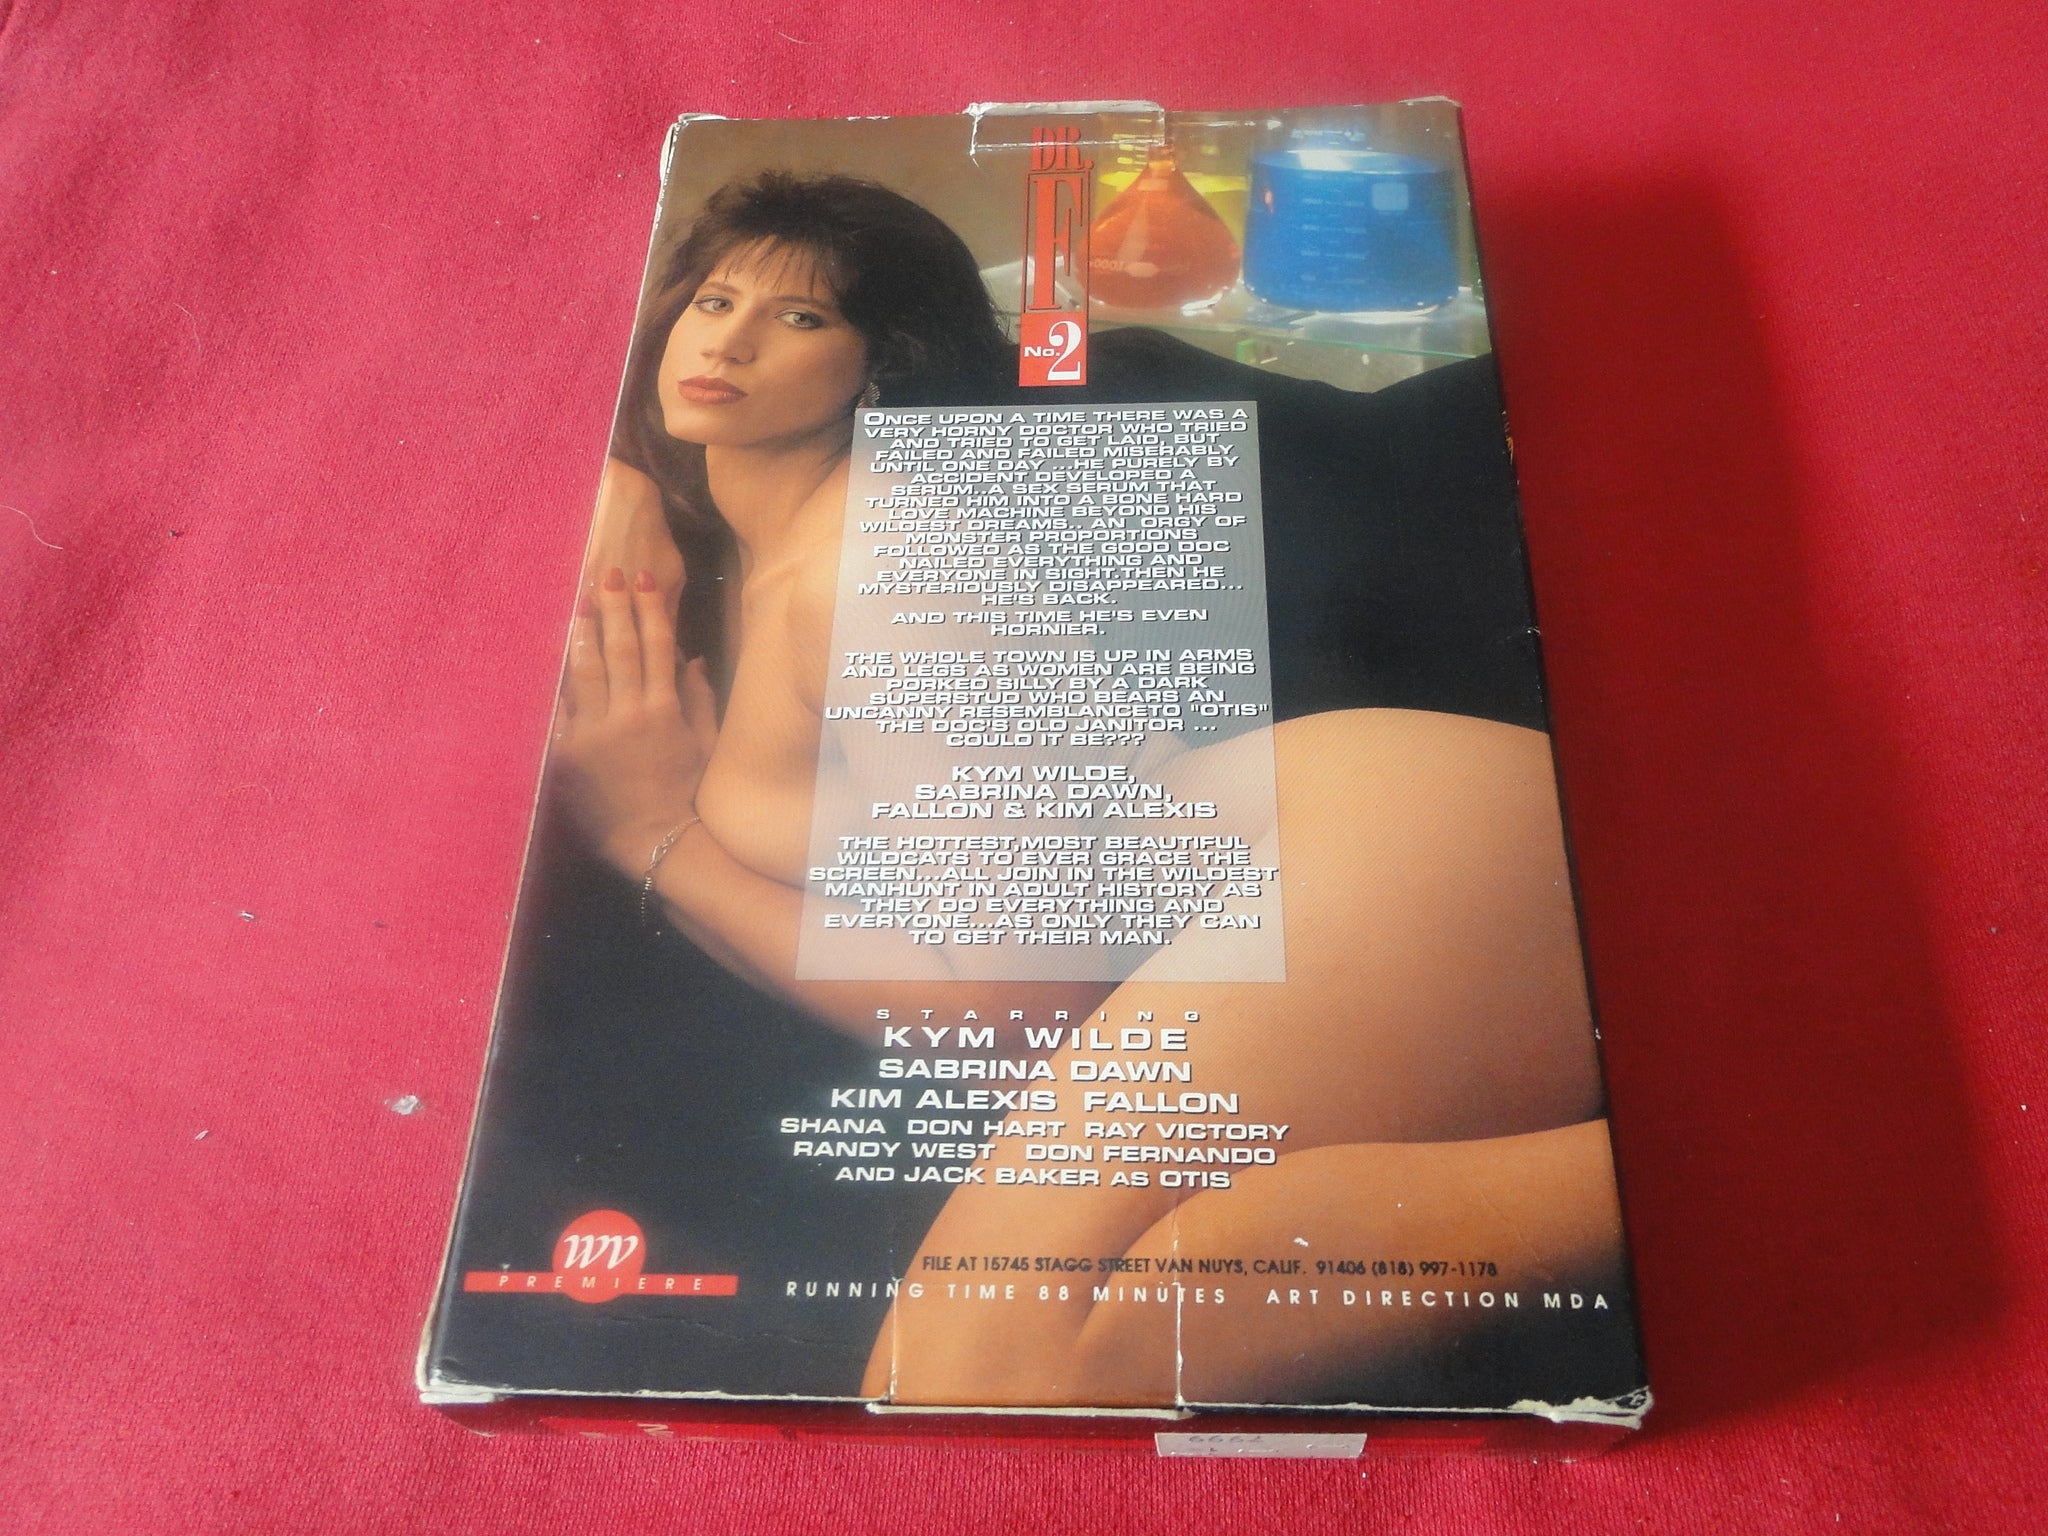 DR.
F
No. 2
ONCE UPON A TIME THERE WAS A
VERY HORNY DOCTOR WHO TRIED
AND TRIED TO GET LAID, BUT
FAILED AND FAILED MISERABLY
UNTIL ONE DAY ...HE PURELY BY
ACCIDENT DEVELOPED A
SERUM..A SEX SERUM THAT
TURNED HIM INTO A BONE HARD
LOVE MACHINE BEYOND HIS
WILDEST DREAMS.. AN ORGY OF
MONSTER PROPORTIONS
FOLLOWED AS THE GOOD DOC
NAILED EVERYTHING AND
EVERYONE IN SIGHT.THEN HE
MYSTERIOUSLY DISAPPEARED...
HE'S BACK.
AND THIS TIME HE'S EVEN
HORNIER.
THE WHOLE TOWN IS UP IN ARMS
AND LEGS AS WOMEN ARE BEING
PORKED SILLY BY A DARK
SUPERSTUD WHO BEARS AN
UNCANNY RESEMBLANCETO "OTIS"
THE DOC'S OLD JANITOR ...
COULD IT BE???
KYM WILDE,
SABRINA DAWN,
FALLON & KIM ALEXIS
THE HOTTEST,MOST BEAUTIFUL
WILDCATS TO EVER GRACE THE
SCREEN...ALL JOIN IN THE WILDEST
MANHUNT IN ADULT HISTORY AS
THEY DO EVERYTHING AND
EVERYONE...AS ONLY THEY CAN
TO GET THEIR MAN.
STARRING
KYM WILDE
SABRINA DAWN
KIM ALEXIS FALLON
SHANA DON HART RAY VICTORY
RANDY WEST DON FERNANDO
AND JACK BAKER AS OTIS
wv
PREMIERE
FILE AT 15745 STAGG STREET VAN NUYS, CALIF. 91406 (818) 997-1178
RUNNING TIME 88 MINUTES ART DIRECTION MDA